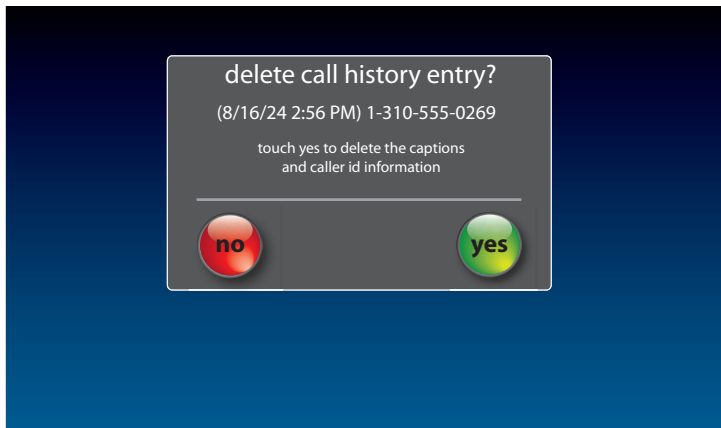 delete call history entry?
(8/16/24 2:56 PM) 1-310-555-0269
touch yes to delete the captions
and caller id information
no yes